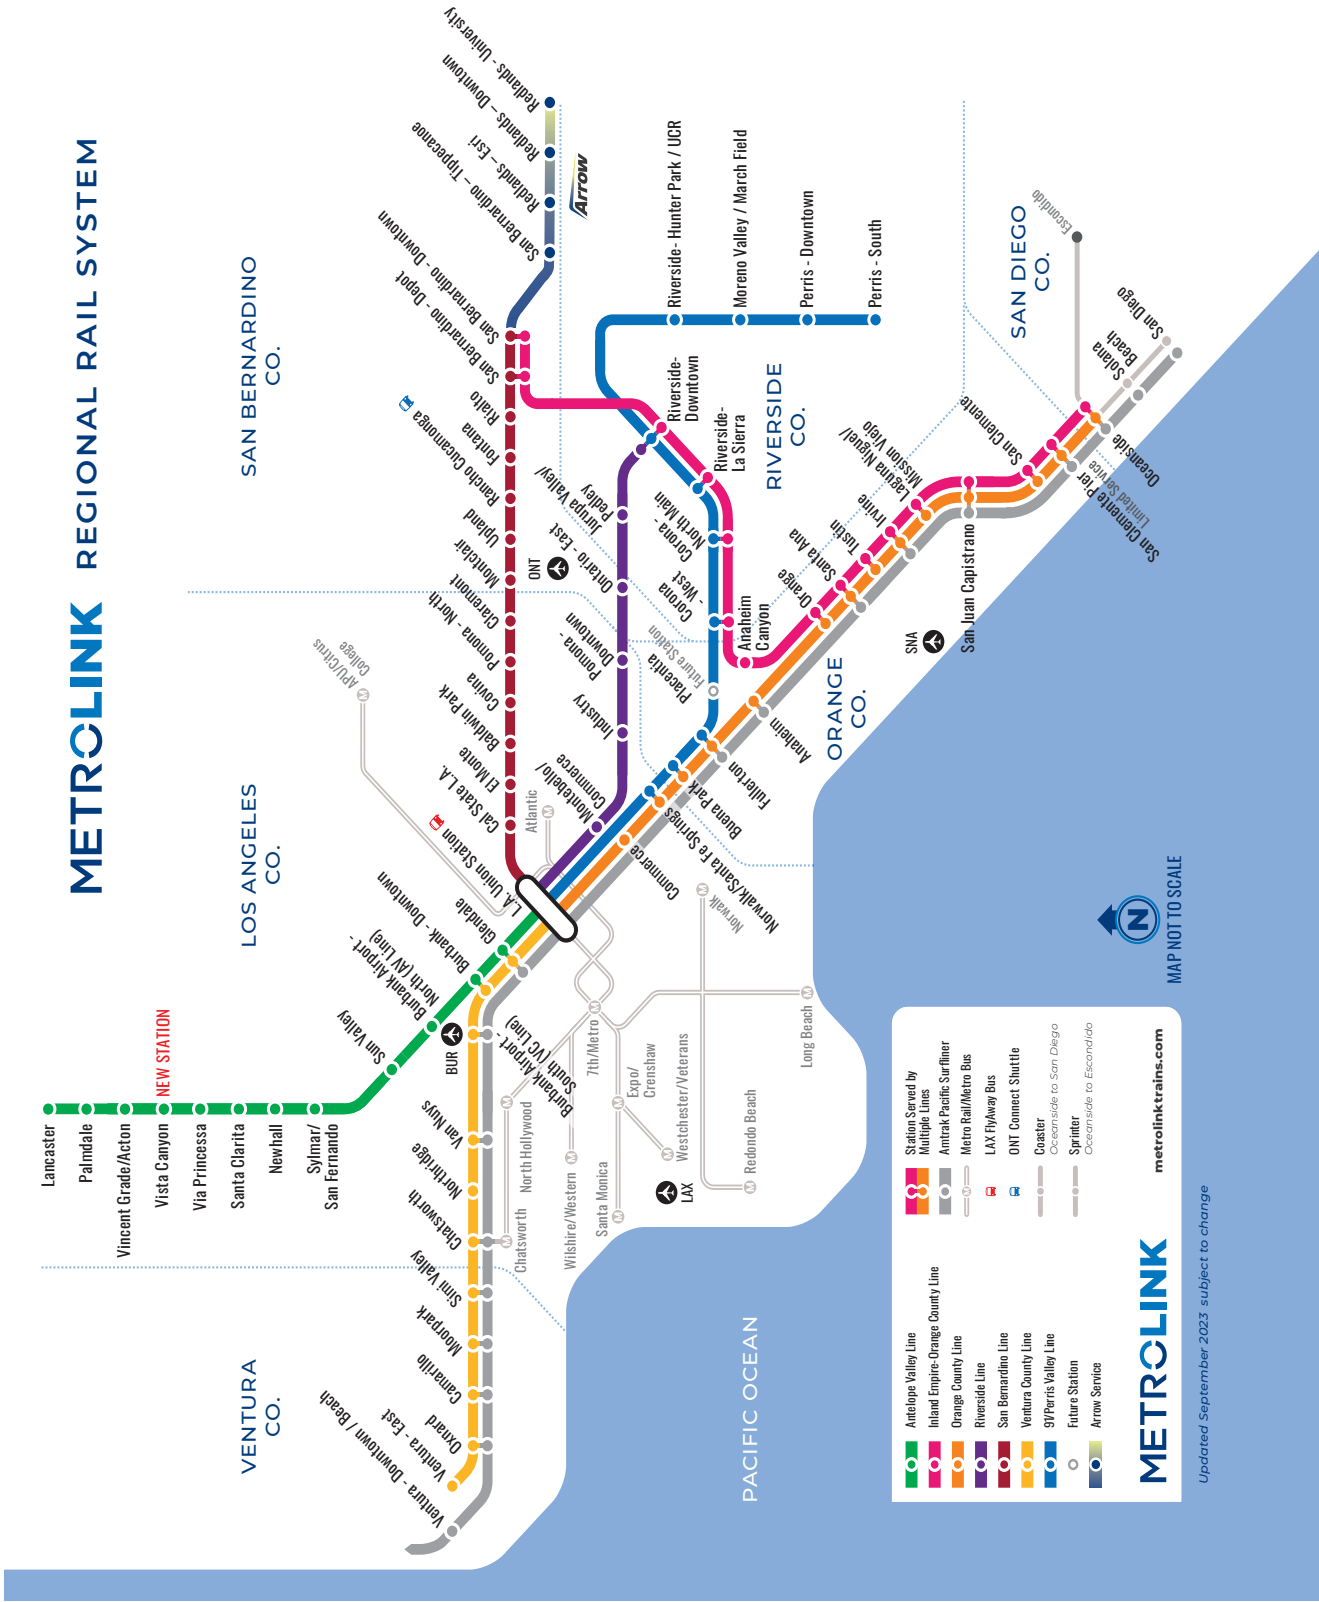 METROLINK REGIONAL RAIL SYSTEM
VENTURA
CO.
LOS ANGELES
CO.
SAN BERNARDINO
CO.
RIVERSIDE
CO.
ORANGE
CO.
SAN DIEGO
CO.
PACIFIC OCEAN
Lancaster
Palmdale
Vincent Grade/Acton
Vista Canyon
NEW STATION
Via Princessa
Santa Clarita
Newhall
Sylmar/
San Fernando
Sun Valley
Burbank Airport -
North (AV Line)
Burbank - Downtown
Glendale
L.A. Union Station
Ventura - Downtown / Beach
Ventura - East
Oxnard
Camarillo
Moorpark
Simi Valley
Chatsworth
Northridge
Van Nuys
BUR
Burbank Airport -
South (VC Line)
Cal State L.A.
El Monte
Baldwin Park
Covina
Pomona - North
Claremont
Montclair
Upland
Rancho Cucamonga
Fontana
Rialto
San Bernardino - Depot
San Bernardino - Downtown
San Bernardino – Tippecanoe
Redlands – Esri
Redlands – Downtown
Redlands - University
Arrow
ONT
Montebello/
Commerce
Industry
Pomona -
Downtown
Ontario - East
Jurupa Valley/
Pedley
Riverside-
Downtown
Riverside-
La Sierra
Riverside- Hunter Park / UCR
Moreno Valley / March Field
Perris - Downtown
Perris - South
Corona -
North Main
Corona
- West
Placentia
Future Station
Anaheim
Canyon
Commerce
Norwalk/Santa Fe Springs
Buena Park
Fullerton
Anaheim
Orange
Santa Ana
Tustin
Irvine
Laguna Niguel/
Mission Viejo
SNA
San Juan Capistrano
San Clemente
San Clemente Pier
Limited Service
Oceanside
Solana
Beach
San Diego
Escondido
APU/Citrus
College
Atlantic
Norwalk
7th/Metro
Expo/
Crenshaw
Long Beach
Chatsworth
North Hollywood
Wilshire/Western
Santa Monica
Westchester/Veterans
LAX
Redondo Beach
N
MAP NOT TO SCALE
Antelope Valley Line
Inland Empire-Orange County Line
Orange County Line
Riverside Line
San Bernardino Line
Ventura County Line
91/Perris Valley Line
Future Station
Arrow Service
Station Served by
Multiple Lines
Amtrak Pacific Surfliner
Metro Rail/Metro Bus
LAX FlyAway Bus
ONT Connect Shuttle
Coaster
Oceanside to San Diego
Sprinter
Oceanside to Escondido
METROLINK
metrolinktrains.com
Updated September 2023 subject to change